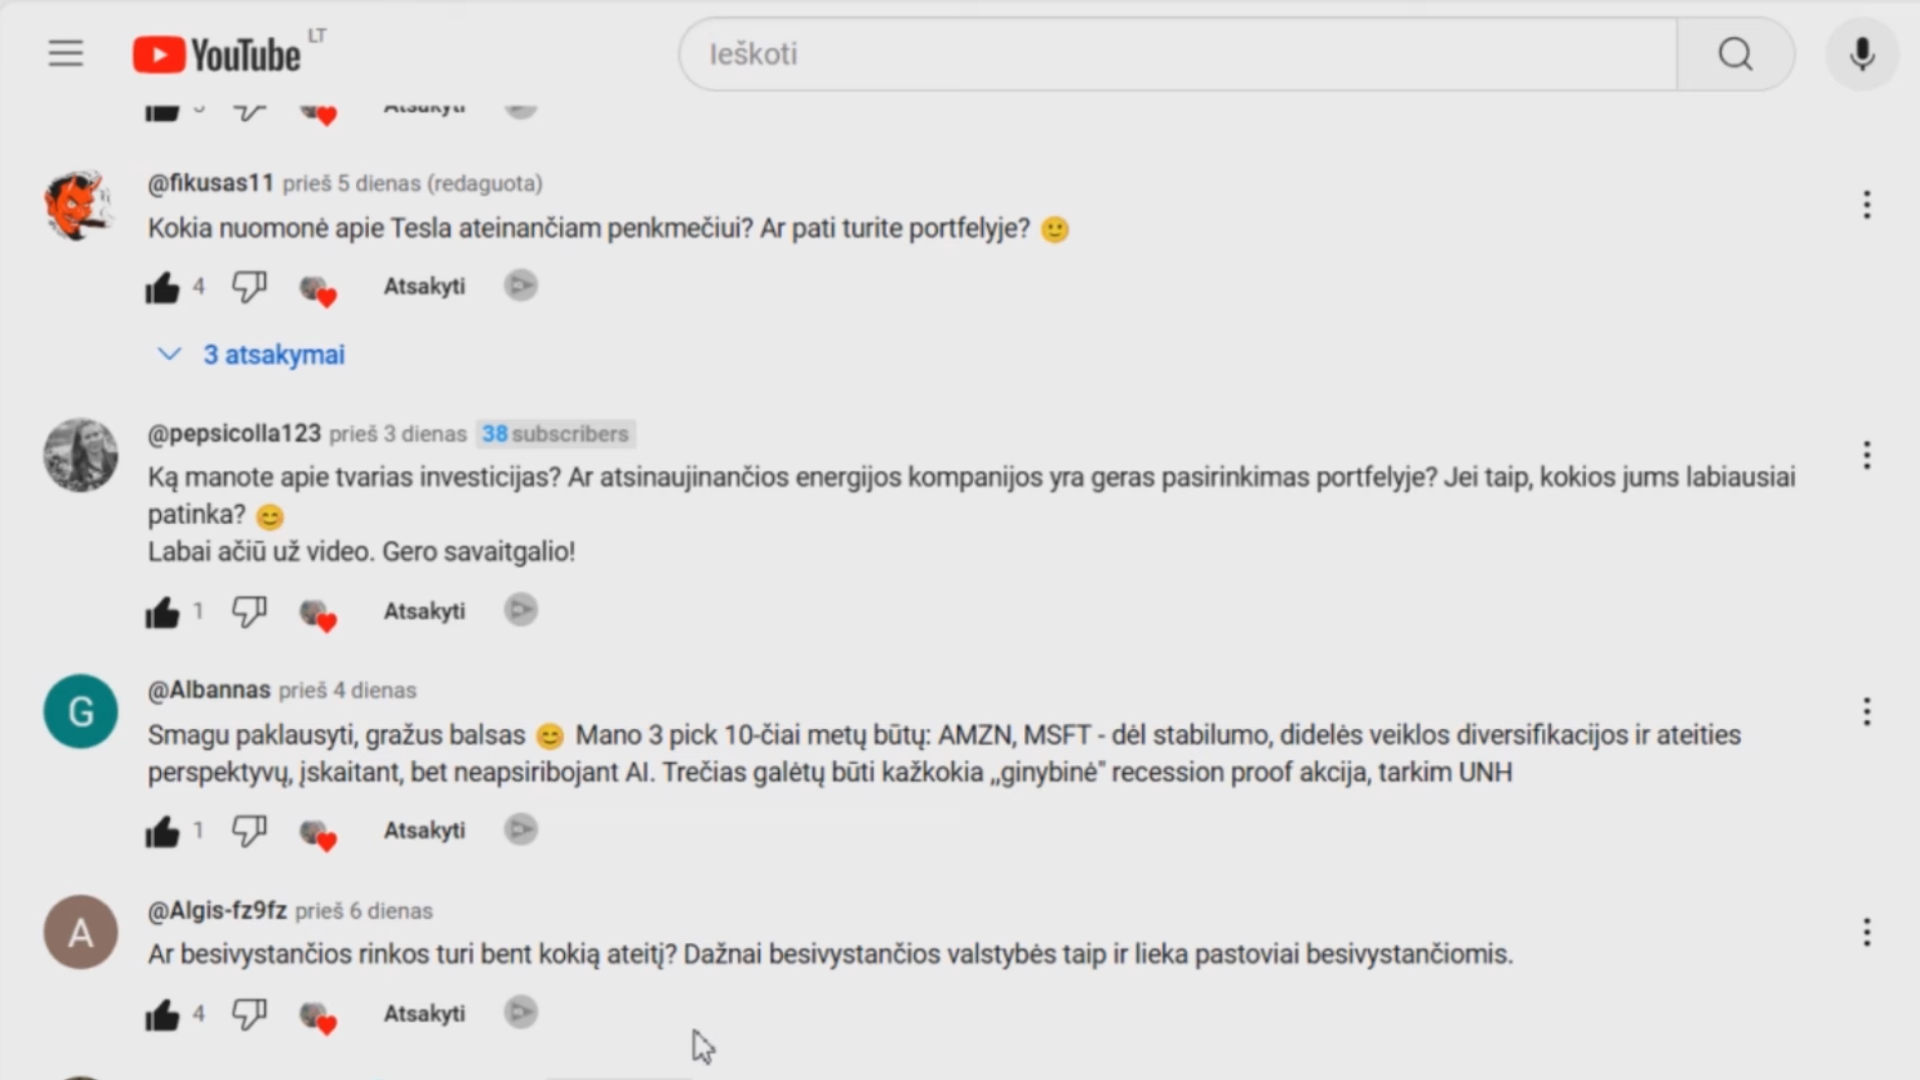 YouTube LT
Ieškoti
Atsakyti
@fikusas11 prieš 5 dienas (redaguota)
Kokia nuomonė apie Tesla ateinančiam penkmečiui? Ar pati turite portfelyje? 🙂
4 Atsakyti
3 atsakymai
@pepsicolla123 prieš 3 dienas 38 subscribers
Ką manote apie tvarias investicijas? Ar atsinaujinančios energijos kompanijos yra geras pasirinkimas portfelyje? Jei taip, kokios jums labiausiai
patinka? 😊
Labai ačiū už video. Gero savaitgalio!
1 Atsakyti
G
@Albannas prieš 4 dienas
Smagu paklausyti, gražus balsas 😊 Mano 3 pick 10-čiai metų būtų: AMZN, MSFT - dėl stabilumo, didelės veiklos diversifikacijos ir ateities
perspektyvų, įskaitant, bet neapsiribojant AI. Trečias galėtų būti kažkokia ,,ginybinė" recession proof akcija, tarkim UNH
1 Atsakyti
A
@Algis-fz9fz prieš 6 dienas
Ar besivystančios rinkos turi bent kokią ateitį? Dažnai besivystančios valstybės taip ir lieka pastoviai besivystančiomis.
4 Atsakyti